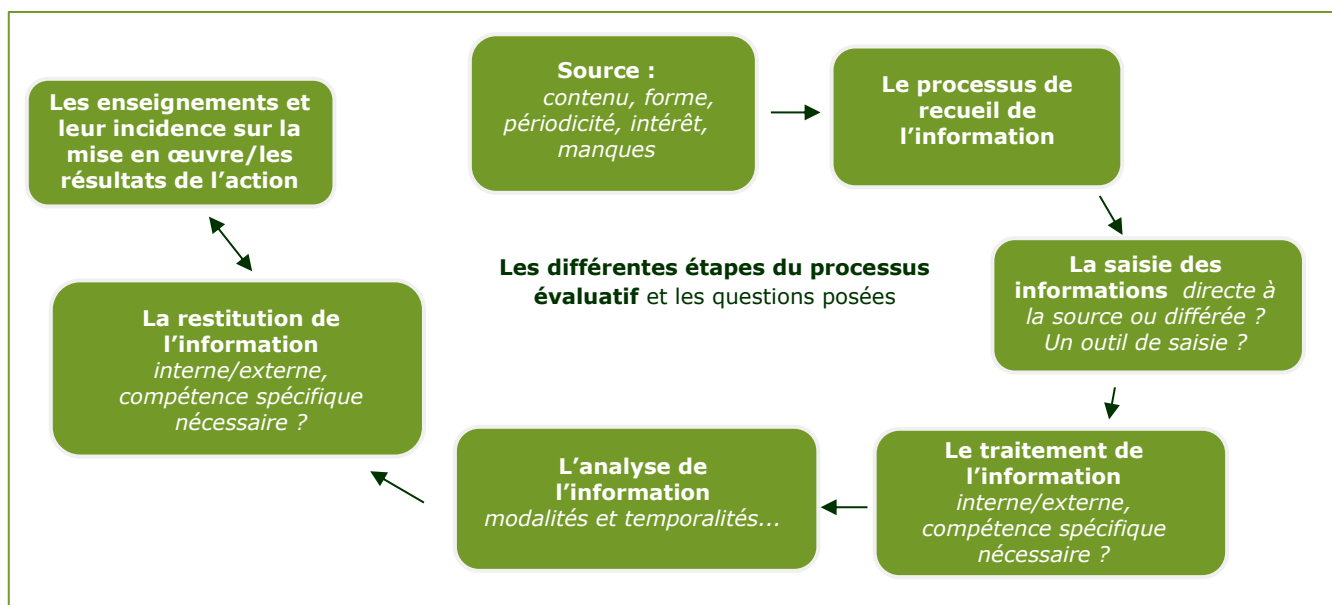 Source :
contenu, forme,
périodicité, intérêt,
manques
Le processus de
recueil de
l’information
La saisie des
informations directe à
la source ou différée ?
Un outil de saisie ?
Le traitement de
l’information
interne/externe,
compétence spécifique
nécessaire ?
L’analyse de
l’information
modalités et temporalités…
La restitution de
l’information
interne/externe,
compétence spécifique
nécessaire ?
Les enseignements et
leur incidence sur la
mise en œuvre/les
résultats de l’action
Les différentes étapes du processus
évaluatif et les questions posées